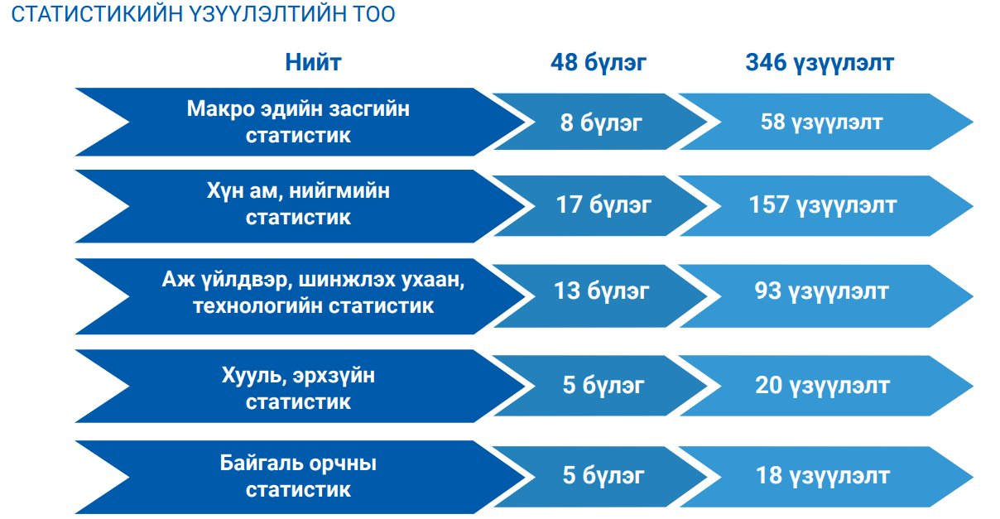 СТАТИСТИКИЙН ҮЗҮҮЛЭЛТИЙН ТОО
Нийт 48 бүлэг 346 үзүүлэлт
Макро эдийн засгийн
статистик
8 бүлэг
58 үзүүлэлт
Хүн ам, нийгмийн
статистик
17 бүлэг
157 үзүүлэлт
Аж үйлдвэр, шинжлэх ухаан,
технологийн статистик
13 бүлэг
93 үзүүлэлт
Хууль, эрхзүйн
статистик
5 бүлэг
20 үзүүлэлт
Байгаль орчны
статистик
5 бүлэг
18 үзүүлэлт